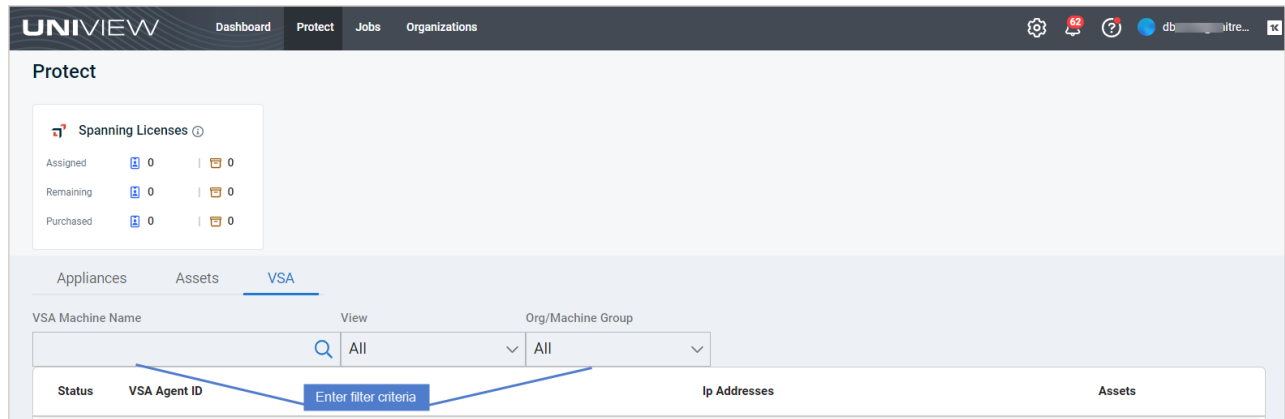 UNIVIEW Dashboard Protect Jobs Organizations 62
Protect
Spanning Licenses
Assigned 0 | 0
Remaining 0 | 0
Purchased 0 | 0
Appliances Assets VSA
VSA Machine Name View Org/Machine Group
All All
Enter filter criteria
Status VSA Agent ID Ip Addresses Assets